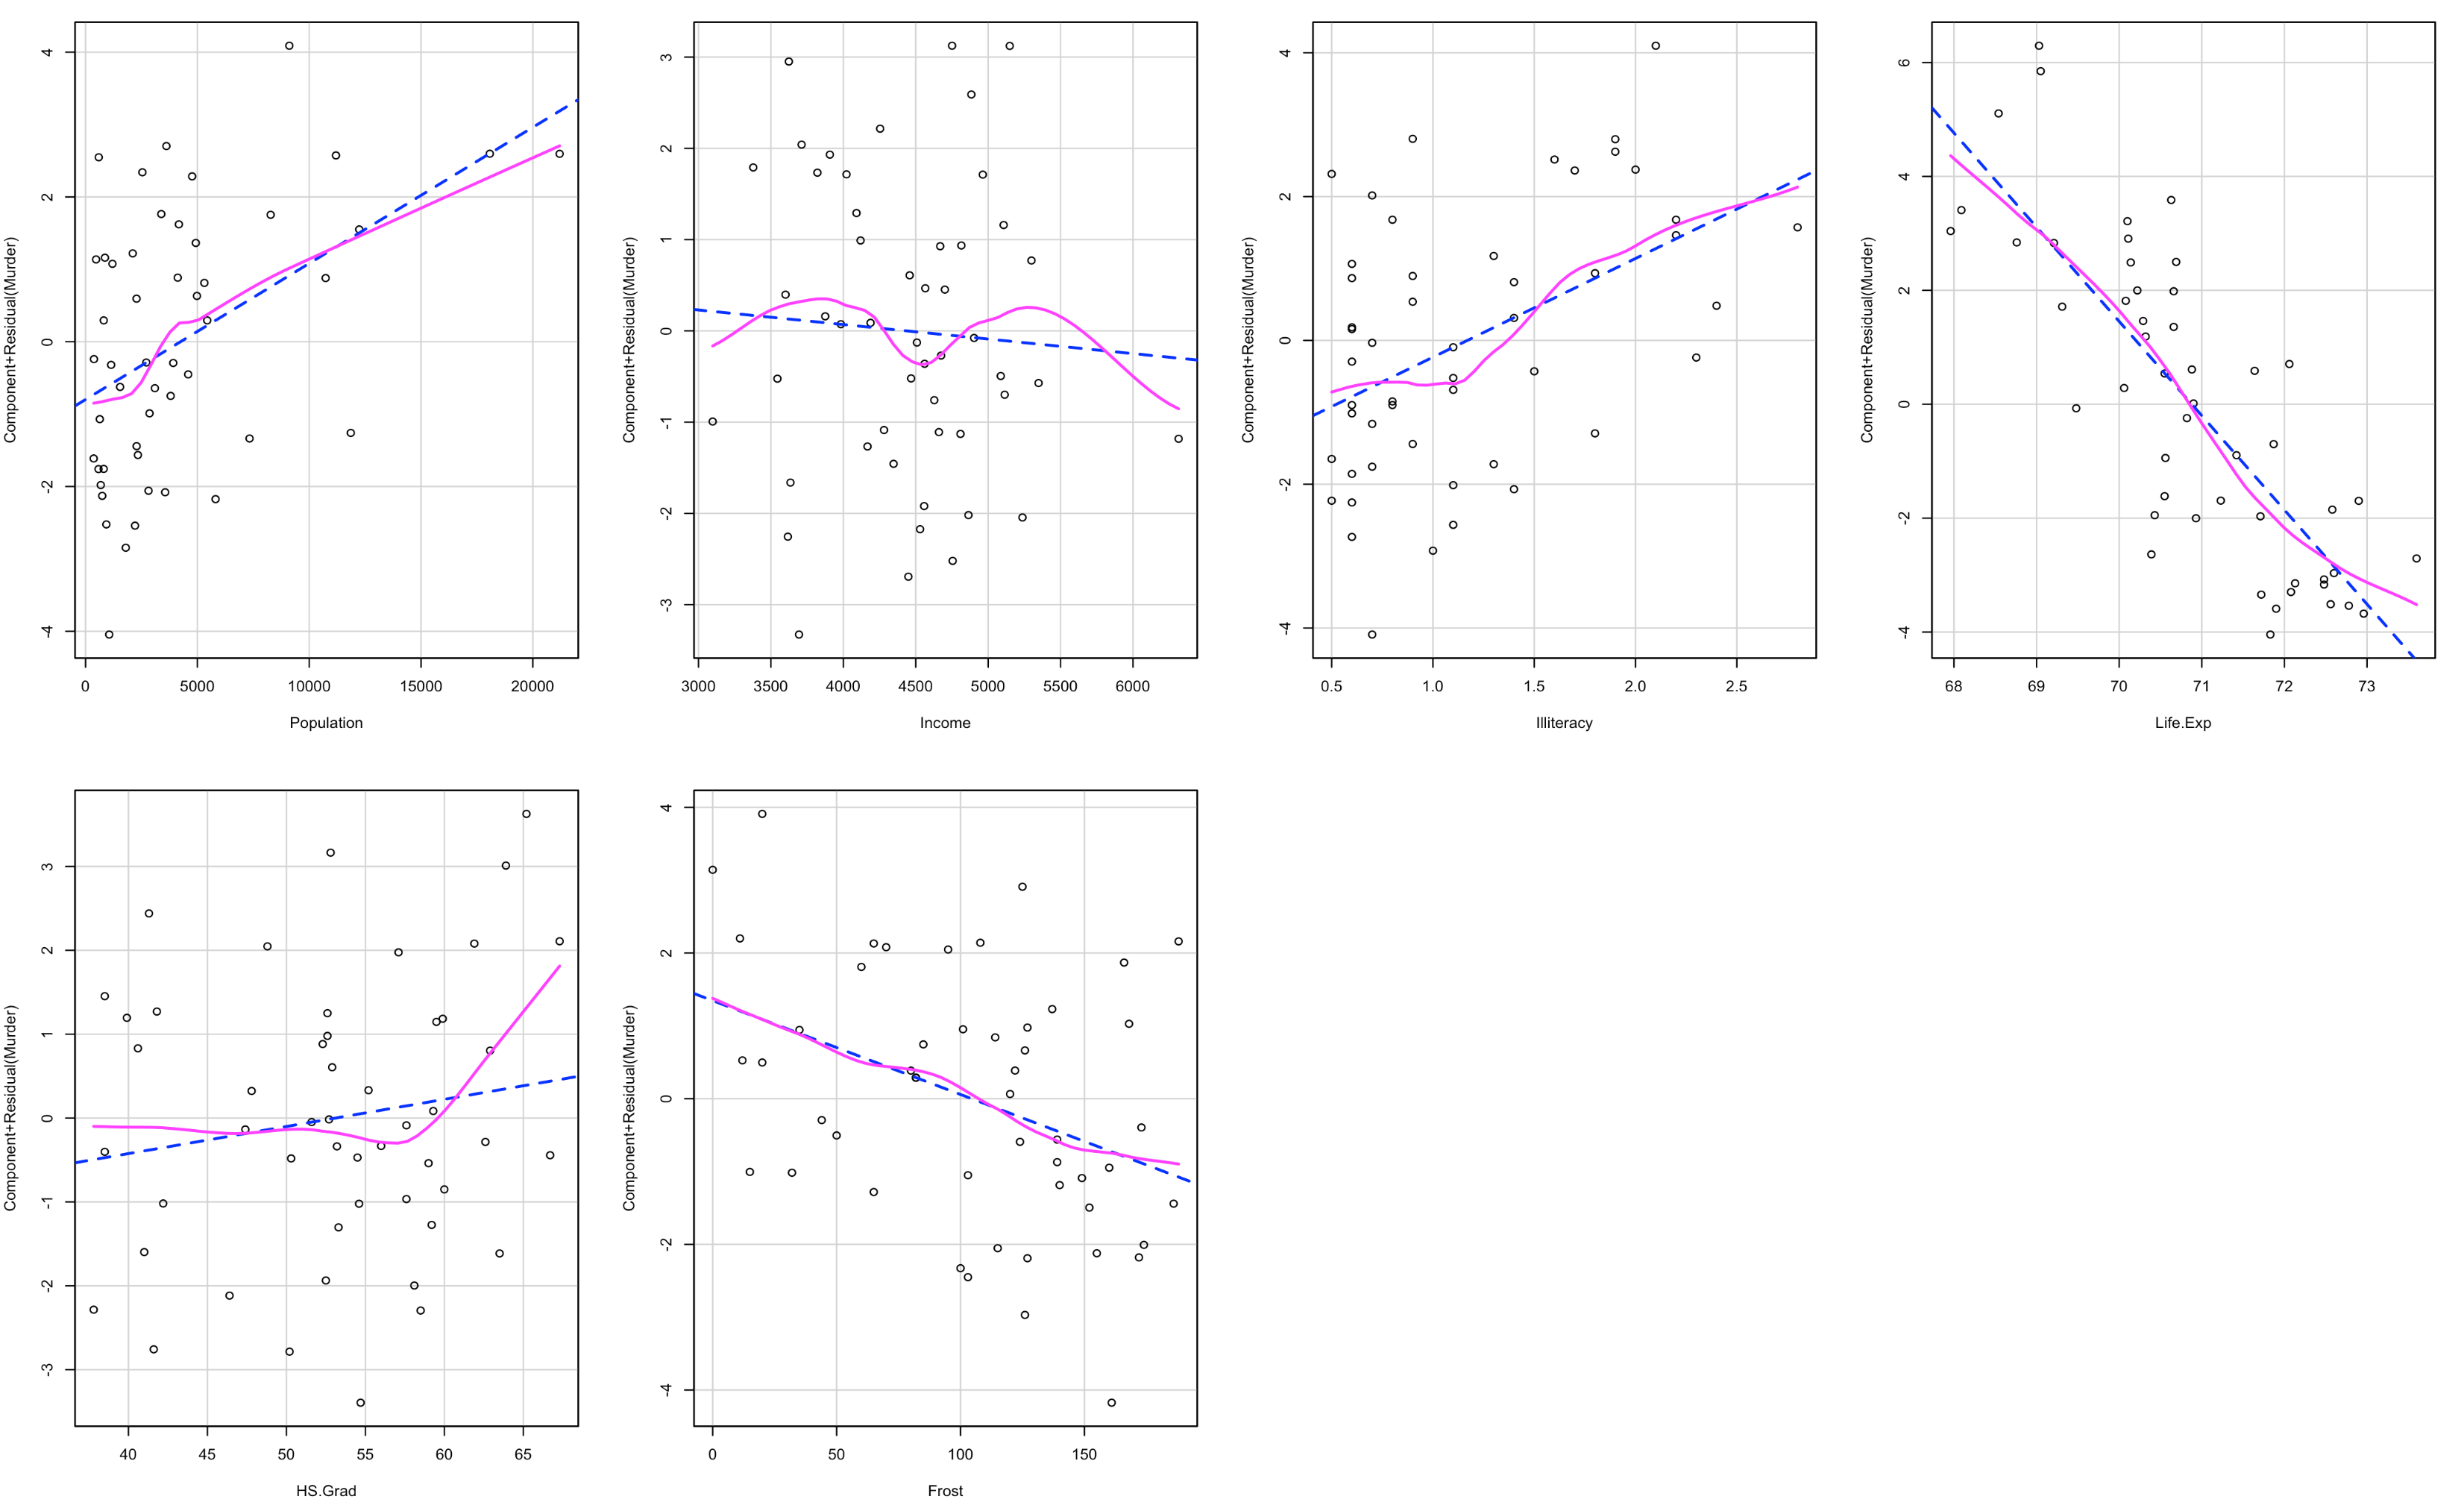 Component+Residual(Murder)
4
2
0
-2
-4
0 5000 10000 15000 20000
Population
Component+Residual(Murder)
3
2
1
0
-1
-2
-3
3000 3500 4000 4500 5000 5500 6000
Income
Component+Residual(Murder)
4
2
0
-2
-4
0.5 1.0 1.5 2.0 2.5
Illiteracy
Component+Residual(Murder)
6
4
2
0
-2
-4
68 69 70 71 72 73
Life.Exp
Component+Residual(Murder)
3
2
1
0
-1
-2
-3
40 45 50 55 60 65
HS.Grad
Component+Residual(Murder)
4
2
0
-2
-4
0 50 100 150
Frost